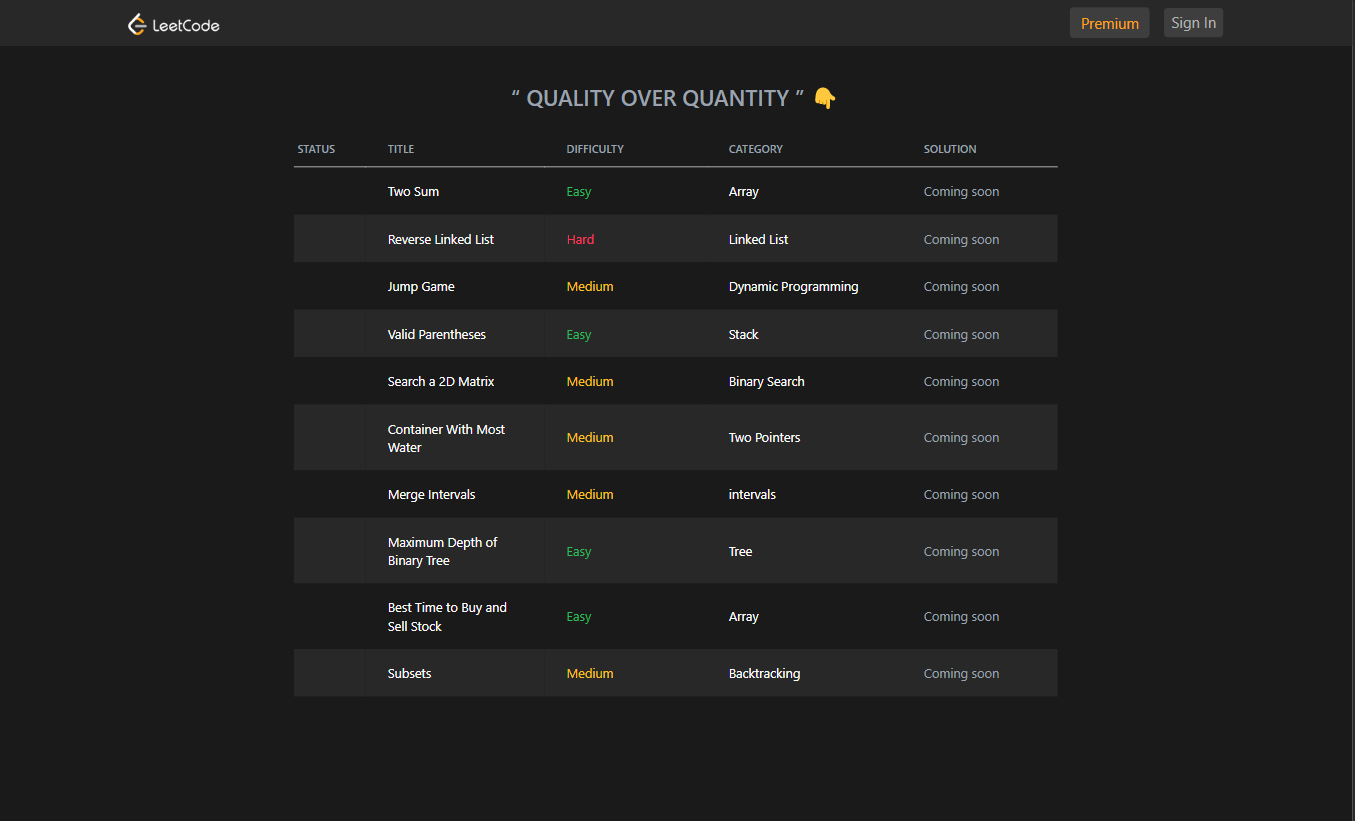 LeetCode Premium Sign In
“ QUALITY OVER QUANTITY ” 👇
STATUS TITLE DIFFICULTY CATEGORY SOLUTION
Two Sum Easy Array Coming soon
Reverse Linked List Hard Linked List Coming soon
Jump Game Medium Dynamic Programming Coming soon
Valid Parentheses Easy Stack Coming soon
Search a 2D Matrix Medium Binary Search Coming soon
Container With Most
Water Medium Two Pointers Coming soon
Merge Intervals Medium intervals Coming soon
Maximum Depth of
Binary Tree Easy Tree Coming soon
Best Time to Buy and
Sell Stock Easy Array Coming soon
Subsets Medium Backtracking Coming soon